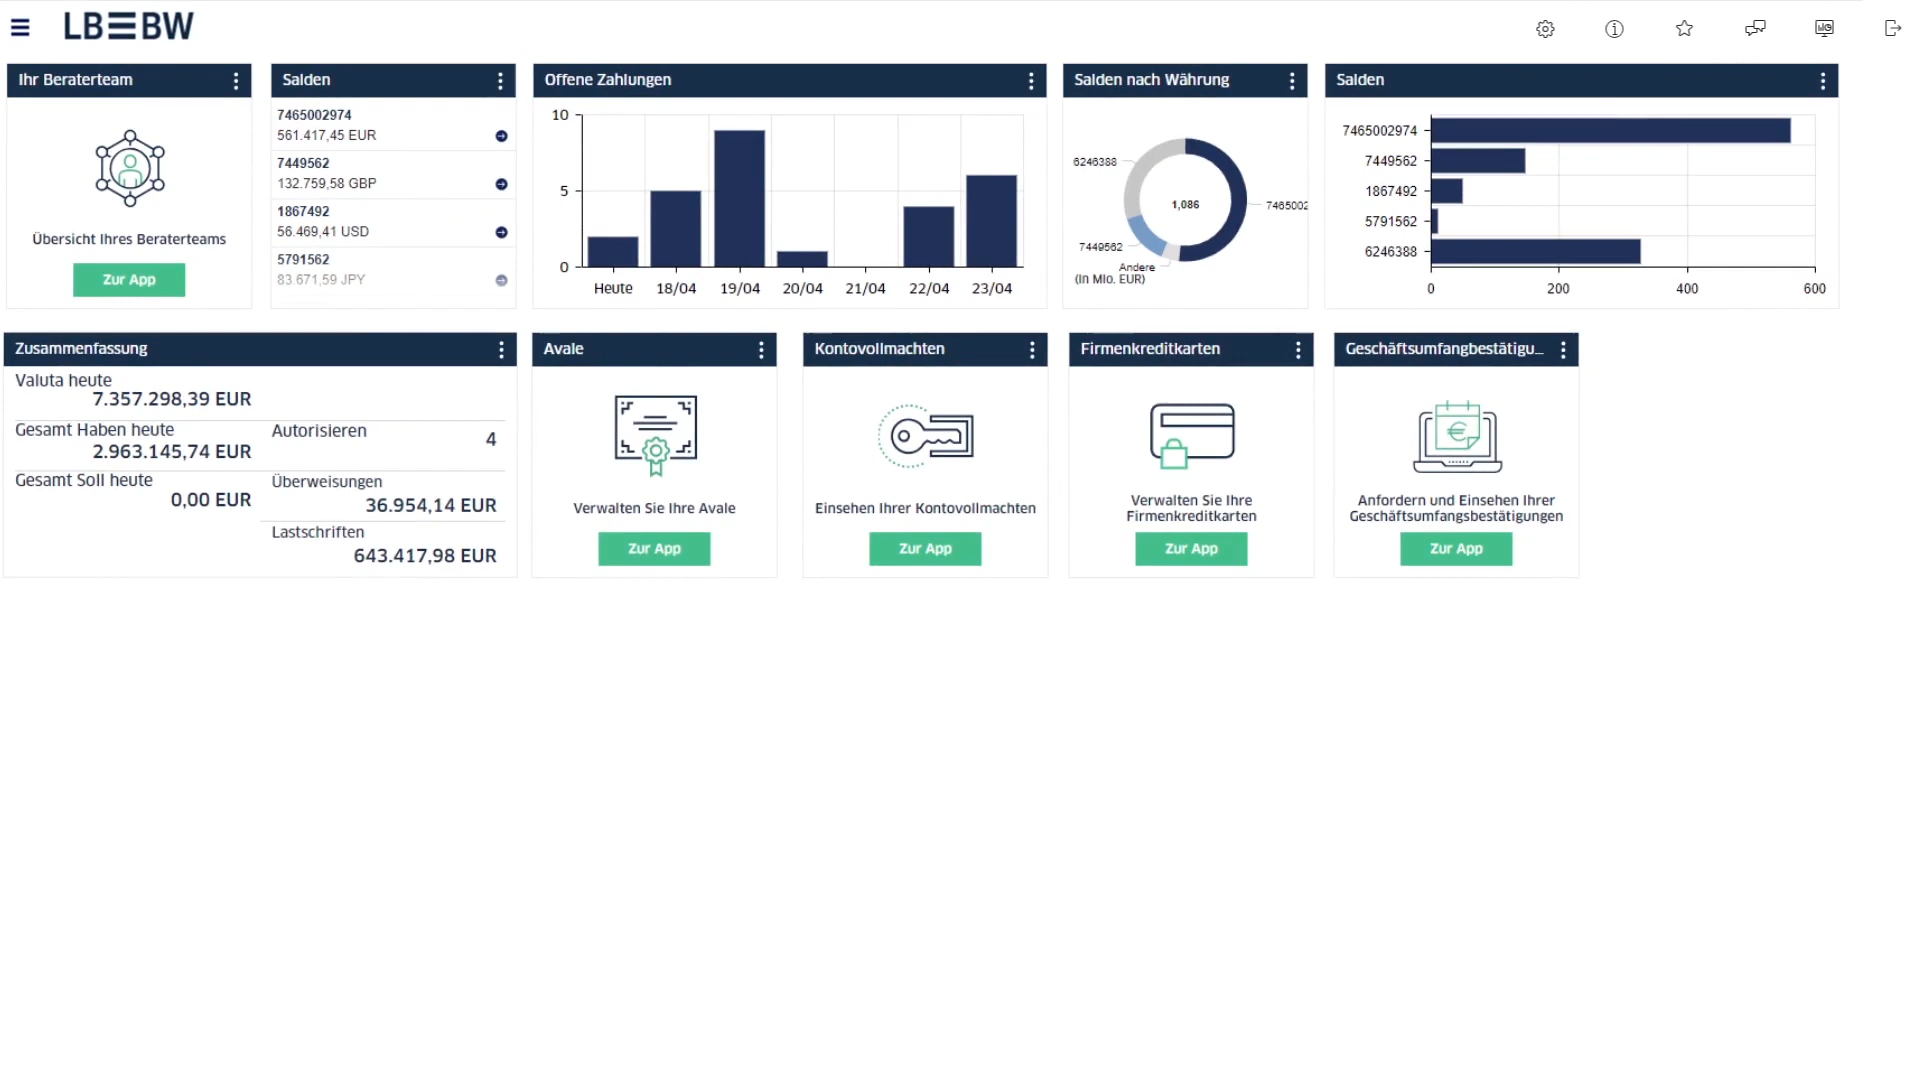 LBBW
Ihr Beraterteam
Übersicht Ihres Beraterteams
Zur App
Salden
7465002974
561.417,45 EUR
7449562
132.759,58 GBP
1867492
56.469,41 USD
5791562
83.671,59 JPY
Offene Zahlungen
10
5
0
Heute 18/04 19/04 20/04 21/04 22/04 23/04
Salden nach Währung
6246388
1,086
7465002
7449562
Andere
(In Mio. EUR)
Salden
7465002974
7449562
1867492
5791562
6246388
0 200 400 600
Zusammenfassung
Valuta heute
7.357.298,39 EUR
Gesamt Haben heute
2.963.145,74 EUR
Gesamt Soll heute
0,00 EUR
Autorisieren
4
Überweisungen
36.954,14 EUR
Lastschriften
643.417,98 EUR
Avale
Verwalten Sie Ihre Avale
Zur App
Kontovollmachten
Einsehen Ihrer Kontovollmachten
Zur App
Firmenkreditkarten
Verwalten Sie Ihre
Firmenkreditkarten
Zur App
Geschäftsumfangbestätigu...
Anfordern und Einsehen Ihrer
Geschäftsumfangsbestätigungen
Zur App